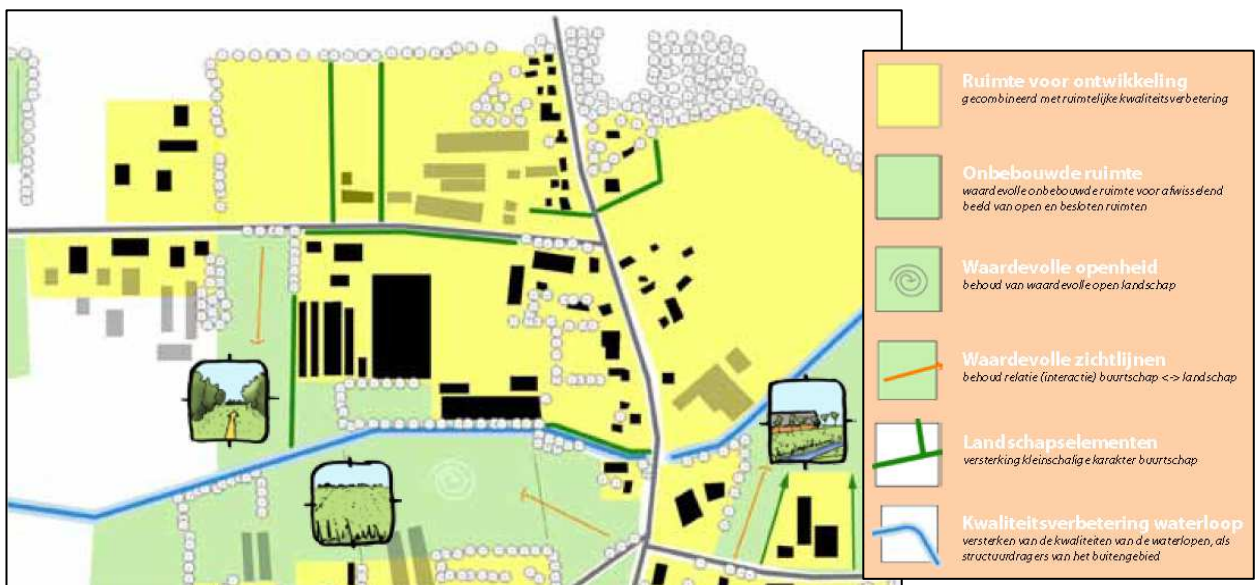 Ruimte voor ontwikkeling
gecombineerd met ruimtelijke kwaliteitsverbetering
Onbebouwde ruimte
waardevolle onbebouwde ruimte voor afwisselend
beeld van open en besloten ruimten
Waardevolle openheid
behoud van waardevolle open landschap
Waardevolle zichtlijnen
behoud relatie (interactie) buurtschap <-> landschap
Landschapselementen
versterking kleinschalige karakter buurtschap
Kwaliteitsverbetering waterloop
versterken van de kwaliteiten van de waterlopen, als
structuurdragers van het buitengebied